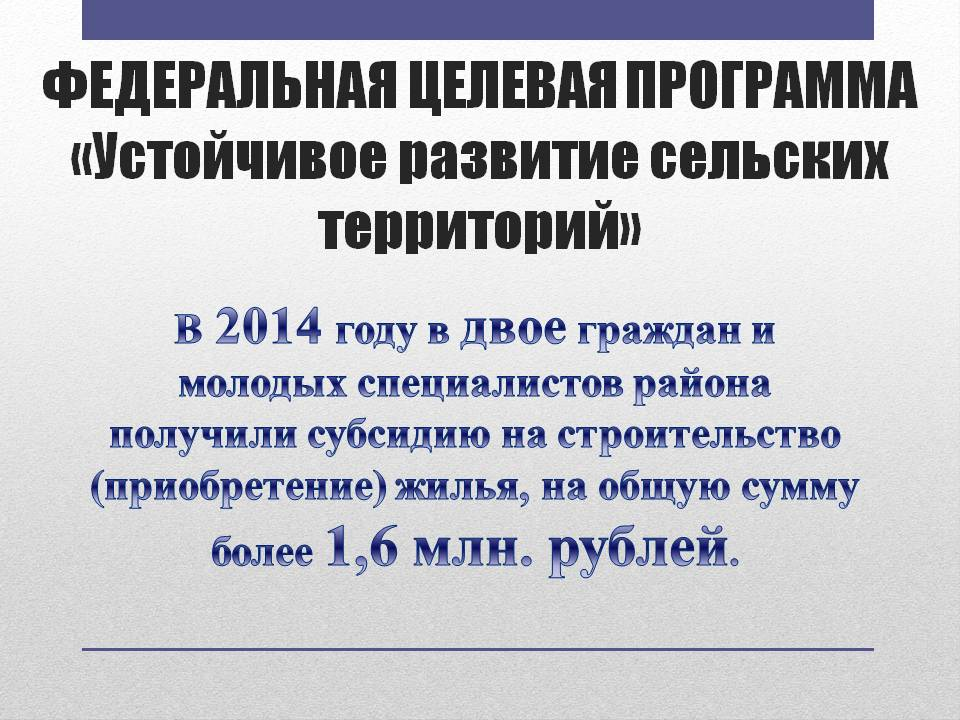 ФЕДЕРАЛЬНАЯ ЦЕЛЕВАЯ ПРОГРАММА
«Устойчивое развитие сельских
территорий»
В 2014 году в двое граждан и
молодых специалистов района
получили субсидию на строительство
(приобретение) жилья, на общую сумму
более 1,6 млн. рублей.